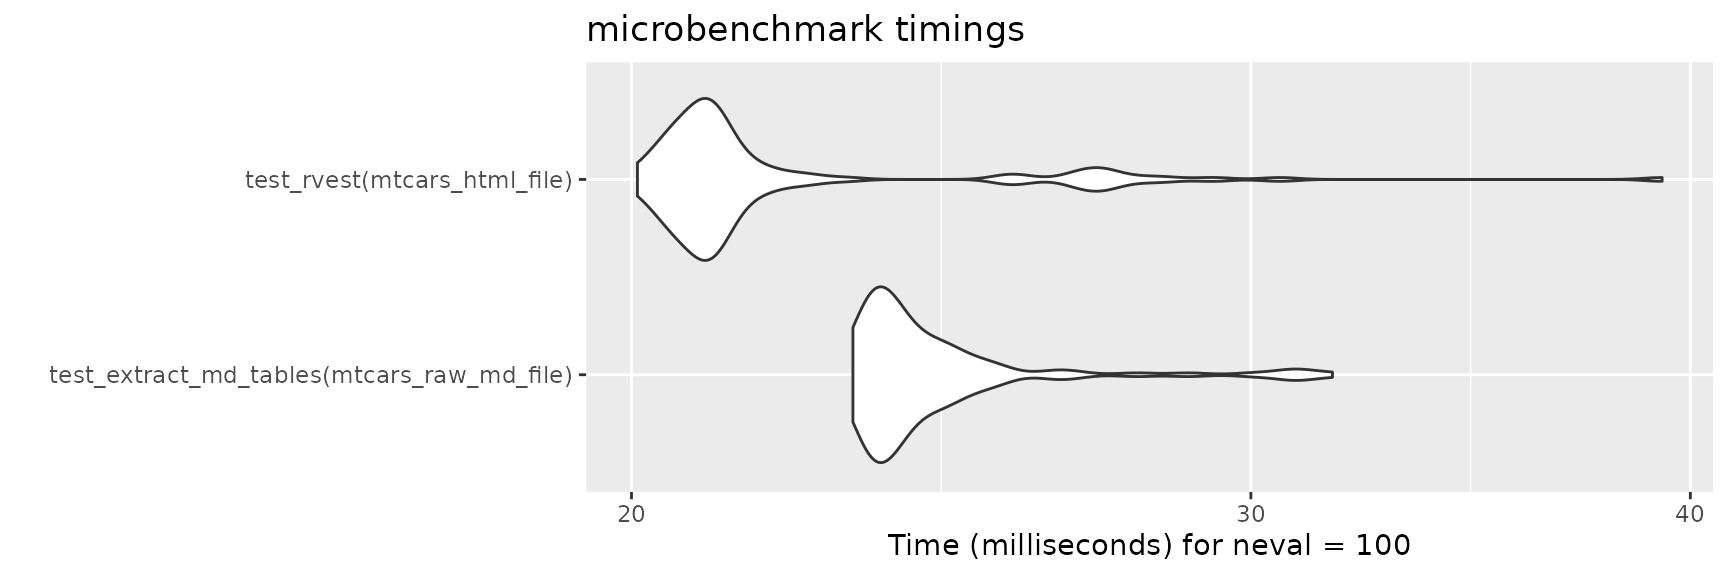 microbenchmark timings
test_rvest(mtcars_html_file)
test_extract_md_tables(mtcars_raw_md_file)
20 30 40
Time (milliseconds) for neval = 100